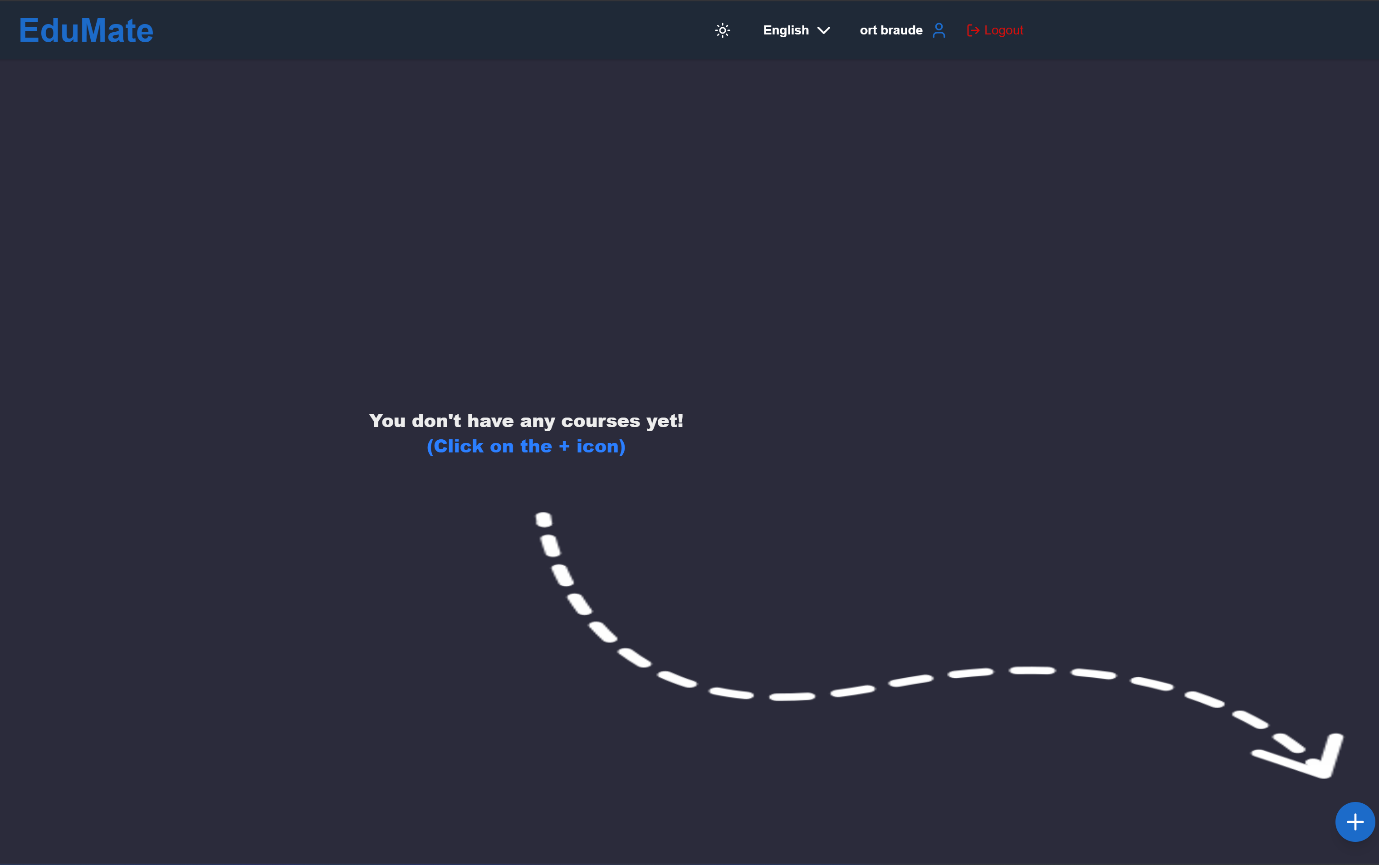 EduMate
English
ort braude
Logout
You don't have any courses yet!
(Click on the + icon)